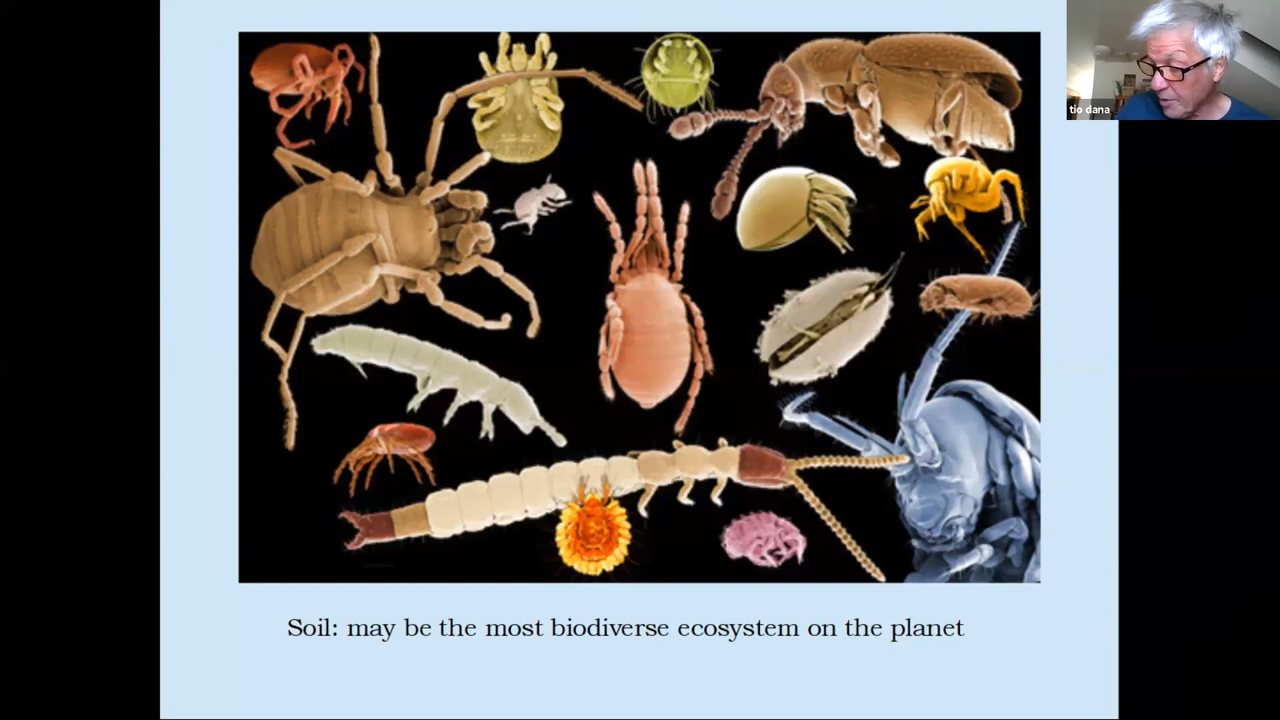 tio dana
Soil: may be the most biodiverse ecosystem on the planet